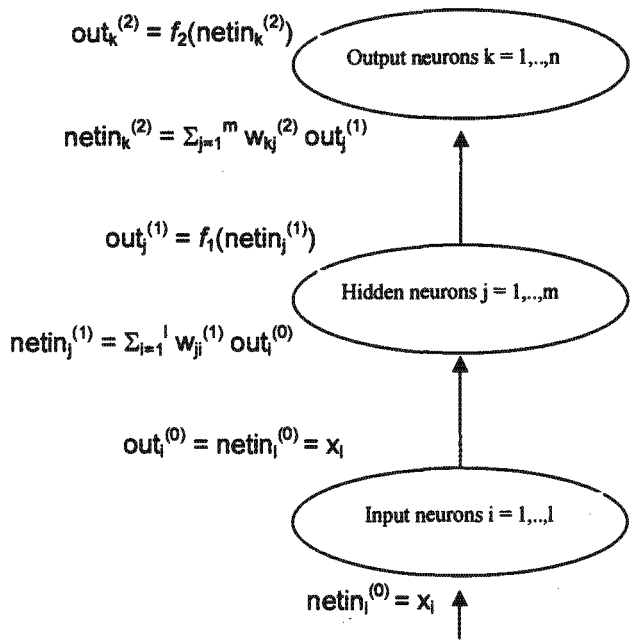 out_k^(2) = f_2(netin_k^(2))
Output neurons k = 1,..,n
netin_k^(2) = Σ_j=1^m w_kj^(2) out_j^(1)
out_j^(1) = f_1(netin_j^(1))
Hidden neurons j = 1,..,m
netin_j^(1) = Σ_i=1^l w_ji^(1) out_i^(0)
out_i^(0) = netin_i^(0) = x_i
Input neurons i = 1,..,l
netin_i^(0) = x_i